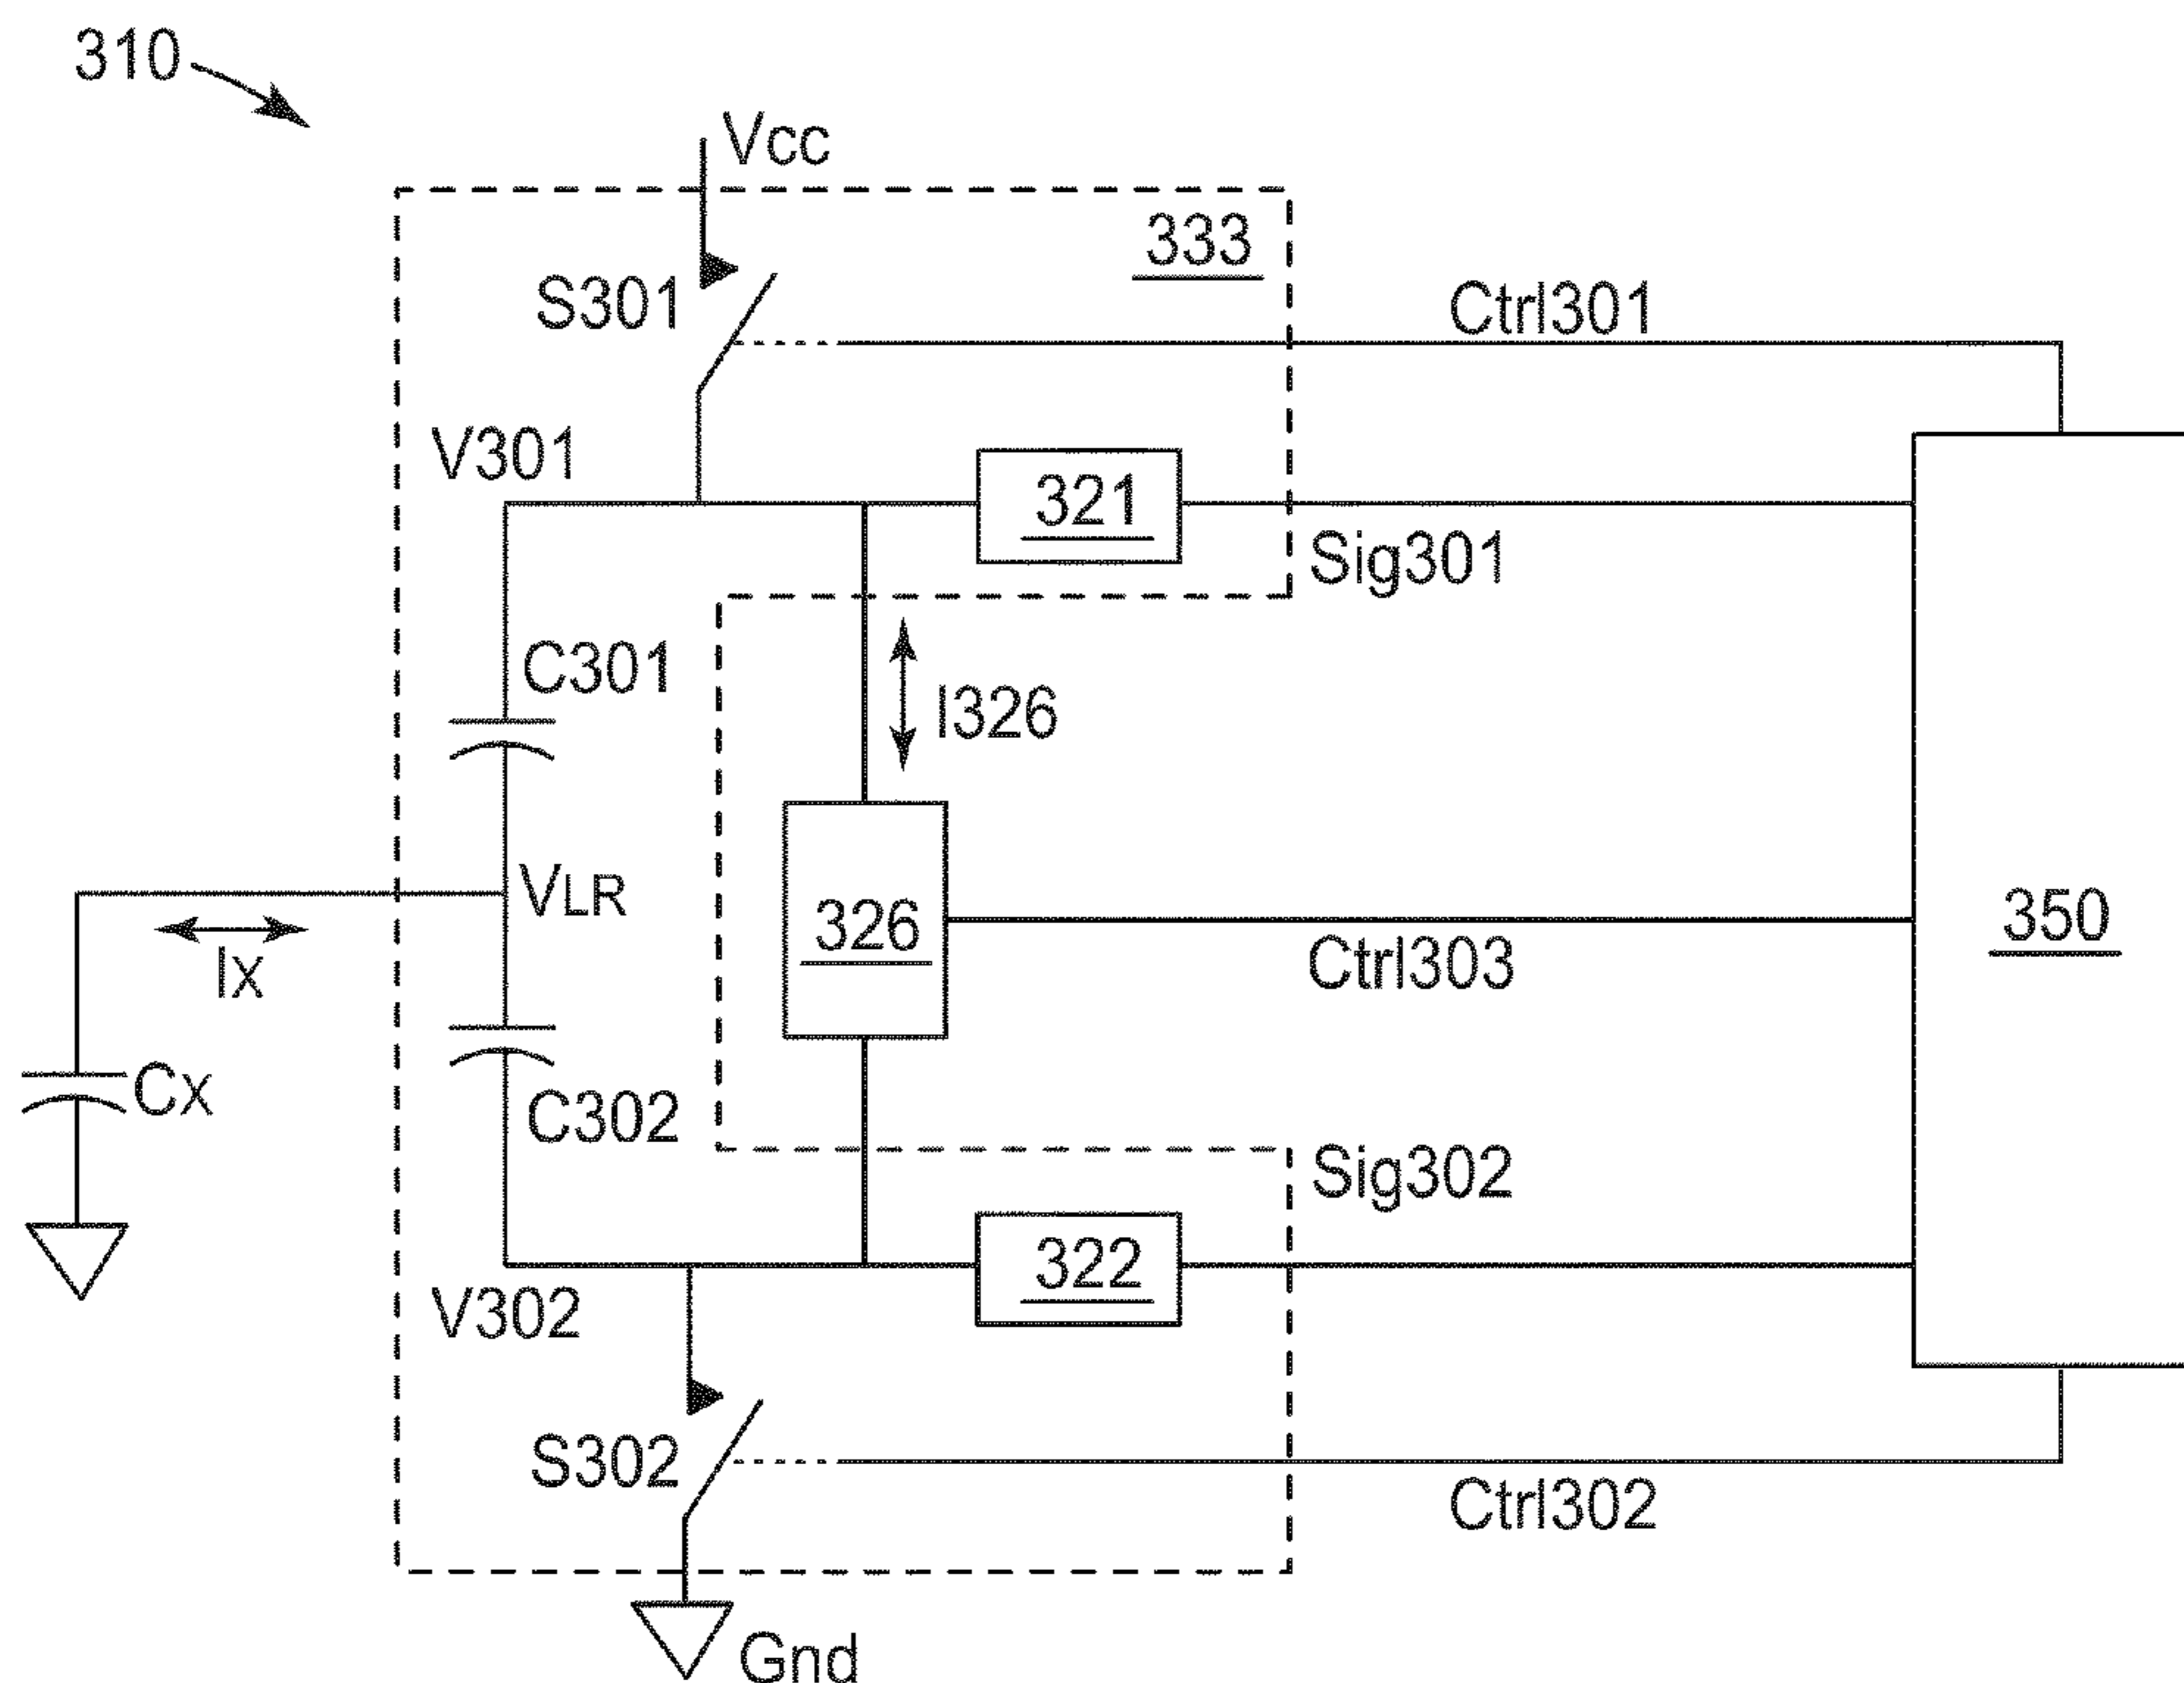 310
Vcc
333
S301
Ctrl301
V301
321
Sig301
C301
I326
VLR
326
350
Ix
Ctrl303
Cx
C302
Sig302
322
V302
S302
Ctrl302
Gnd